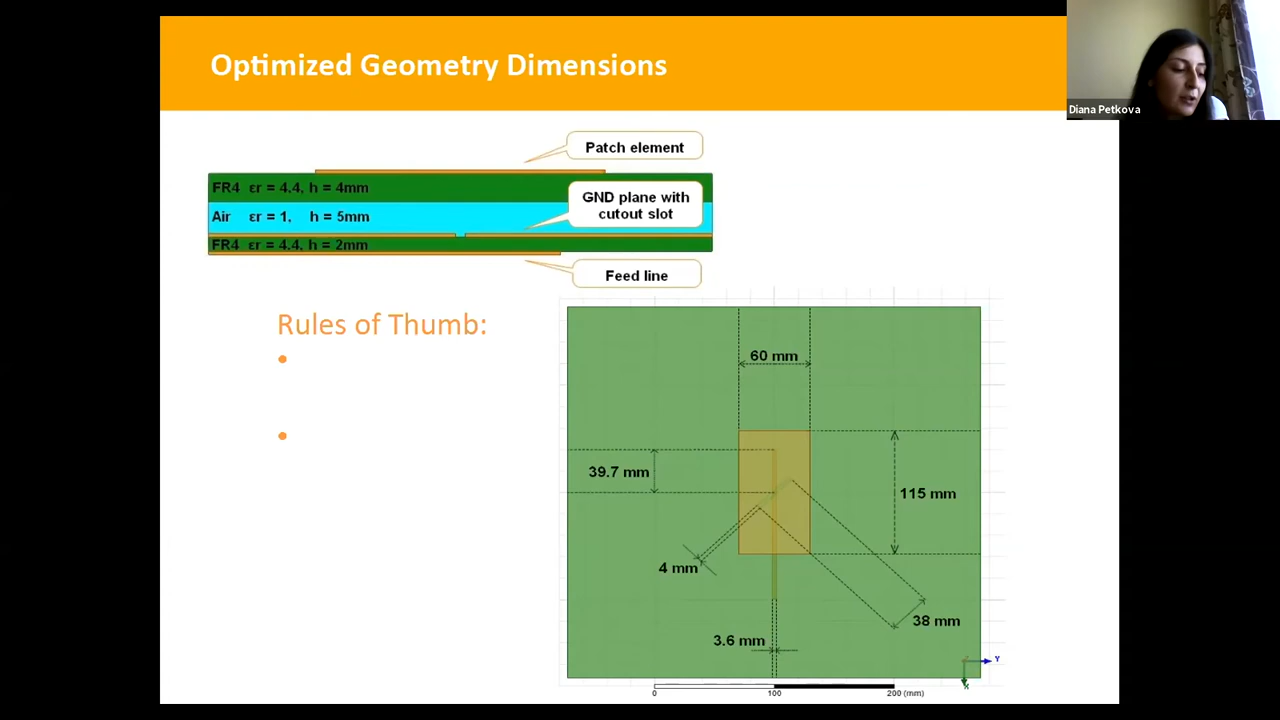 Optimized Geometry Dimensions
Diana Petkova
Patch element
FR4 εr = 4.4, h = 4mm
GND plane with
cutout slot
Air εr = 1, h = 5mm
FR4 εr = 4.4, h = 2mm
Feed line
Rules of Thumb:
60 mm
39.7 mm
115 mm
4 mm
38 mm
3.6 mm
Y
X
0 100 200 (mm)